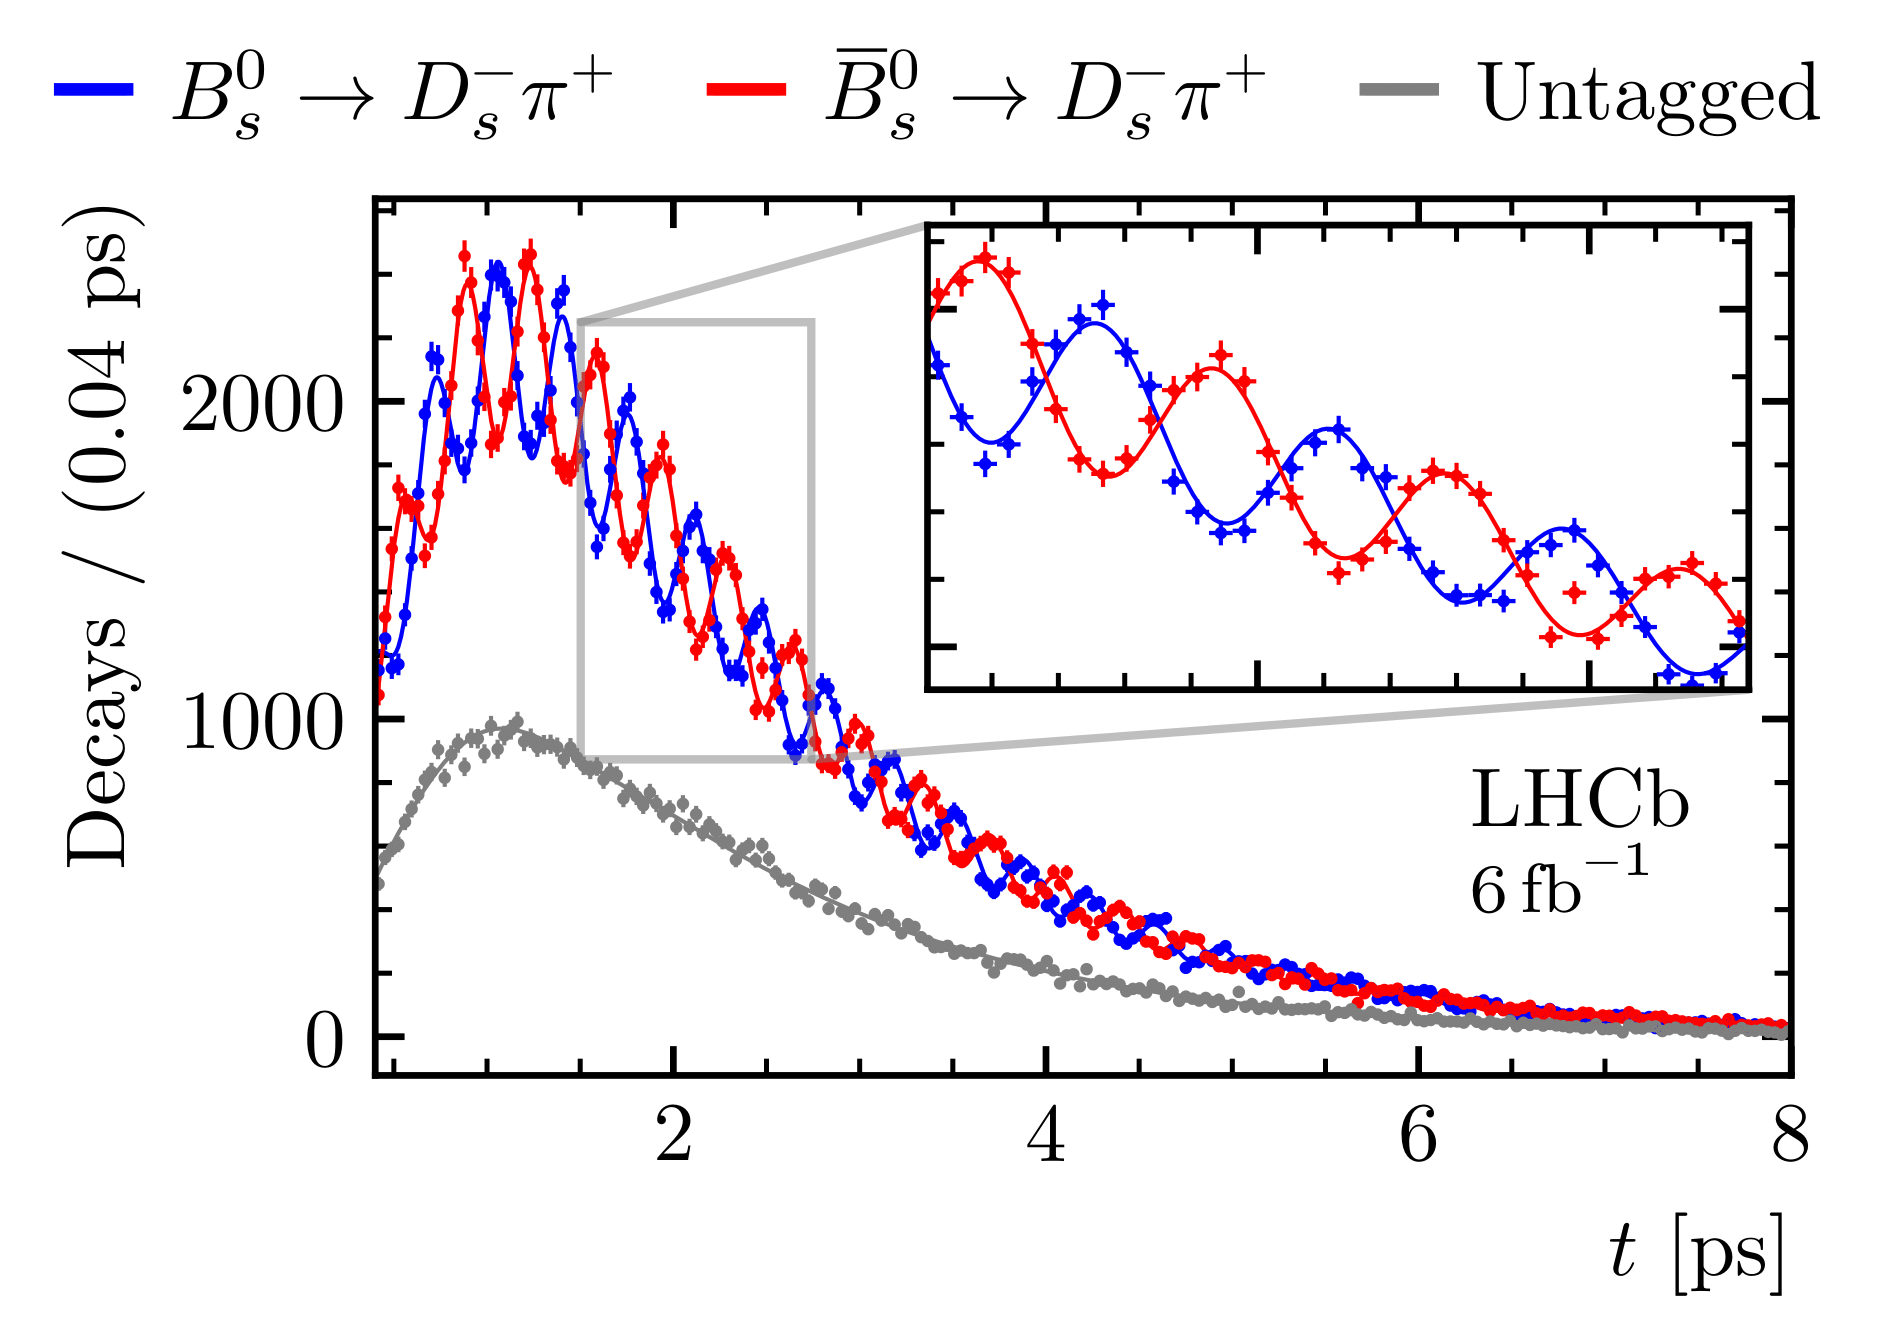 B⁰ₛ → D⁻ₛπ⁺ B̅⁰ₛ → D⁻ₛπ⁺ Untagged
Decays / (0.04 ps)
2000
1000
0
LHCb
6 fb⁻¹
2 4 6 8
t [ps]